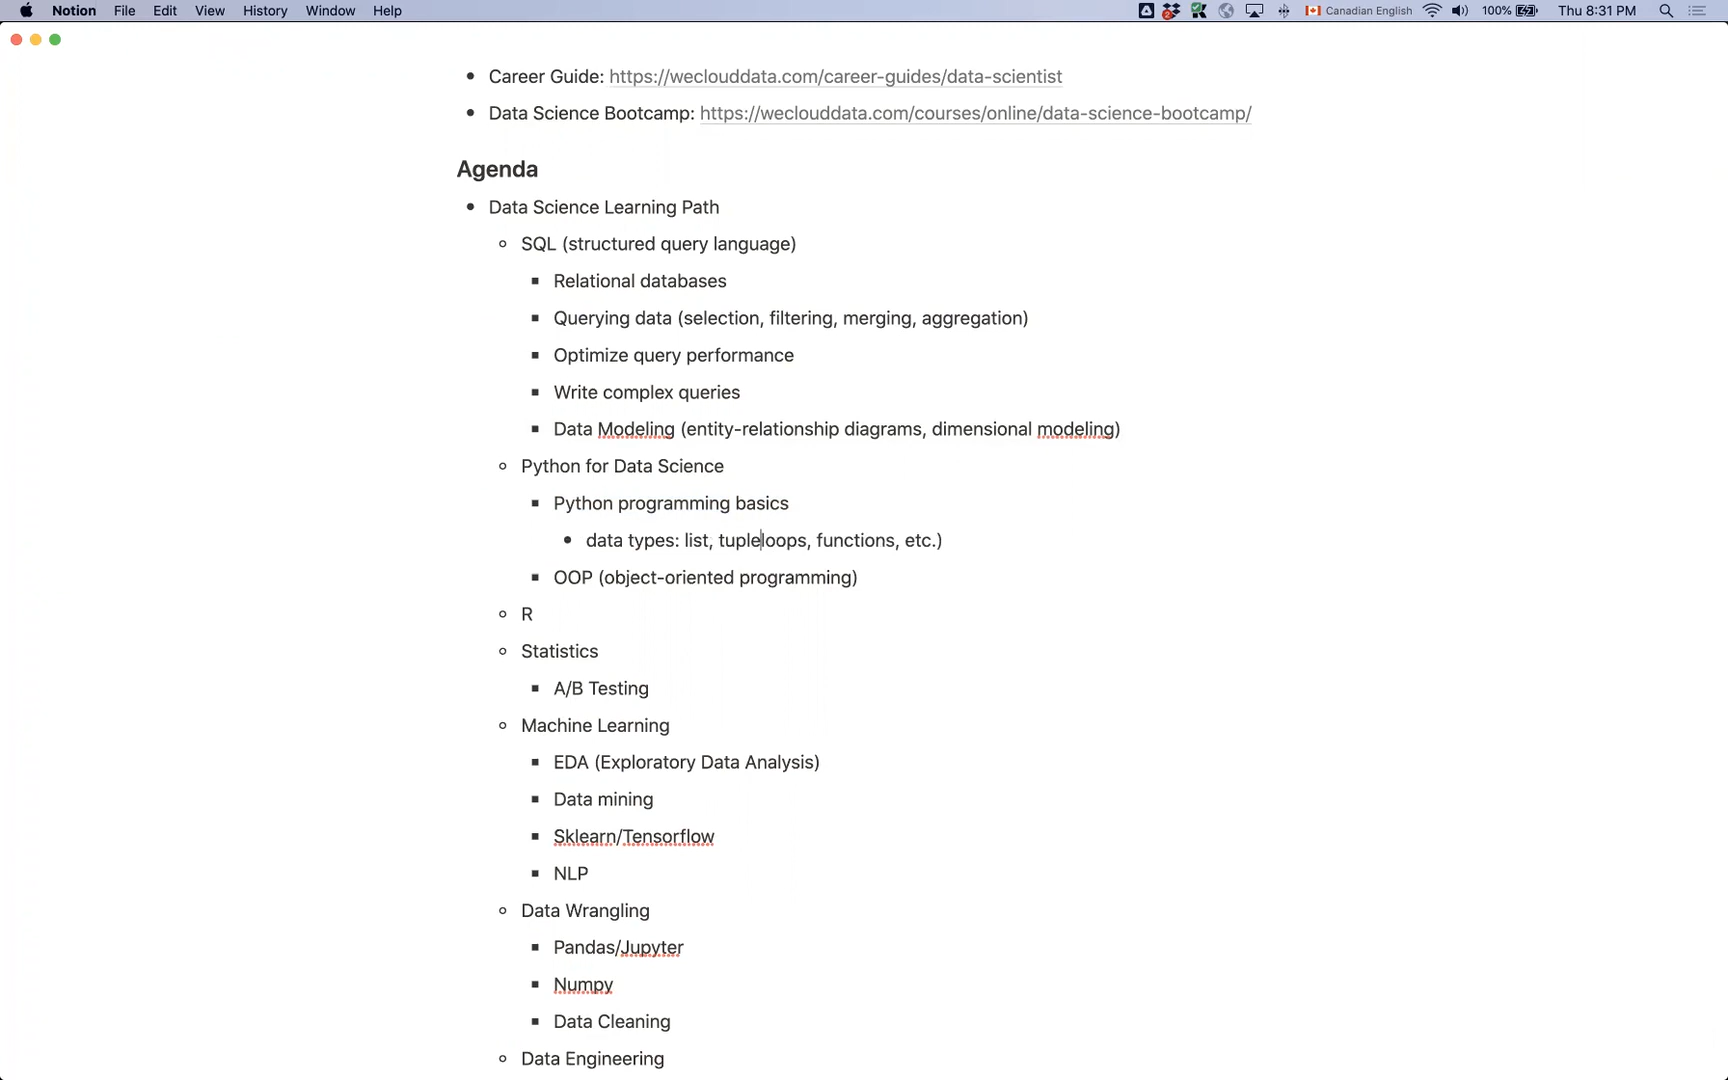 Notion File Edit View History Window Help 2 Canadian English 100% Thu 8:31 PM
Career Guide: https://weclouddata.com/career-guides/data-scientist
Data Science Bootcamp: https://weclouddata.com/courses/online/data-science-bootcamp/
Agenda
Data Science Learning Path
SQL (structured query language)
Relational databases
Querying data (selection, filtering, merging, aggregation)
Optimize query performance
Write complex queries
Data Modeling (entity-relationship diagrams, dimensional modeling)
Python for Data Science
Python programming basics
data types: list, tupleloops, functions, etc.)
OOP (object-oriented programming)
R
Statistics
A/B Testing
Machine Learning
EDA (Exploratory Data Analysis)
Data mining
Sklearn/Tensorflow
NLP
Data Wrangling
Pandas/Jupyter
Numpy
Data Cleaning
Data Engineering